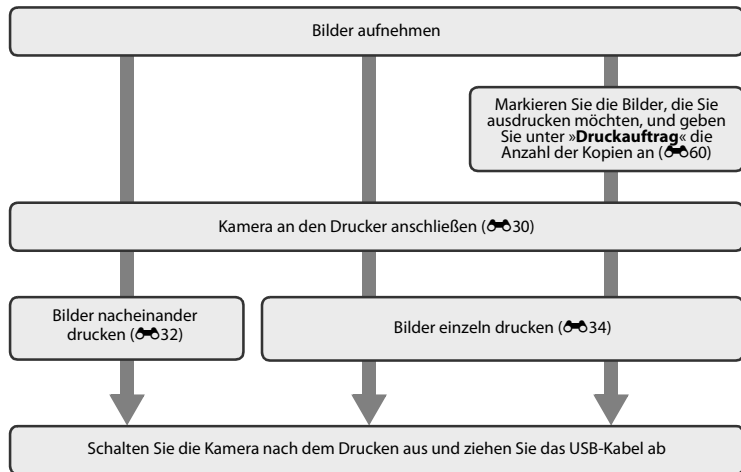 Bilder aufnehmen
Markieren Sie die Bilder, die Sie
ausdrucken möchten, und geben
Sie unter »Druckauftrag« die
Anzahl der Kopien an (60)
Kamera an den Drucker anschließen (30)
Bilder nacheinander
drucken (32)
Bilder einzeln drucken (34)
Schalten Sie die Kamera nach dem Drucken aus und ziehen Sie das USB-Kabel ab